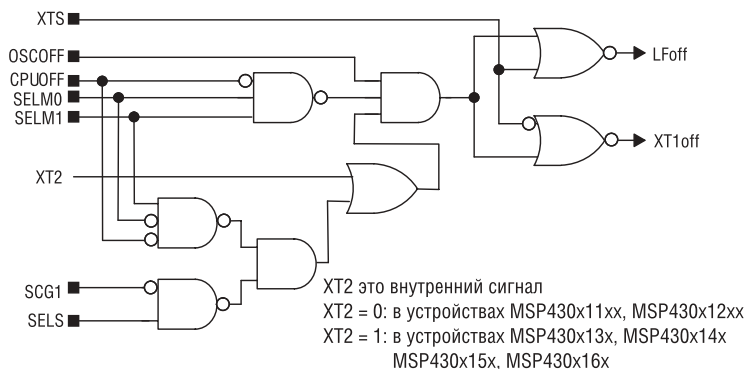 XTS
OSCOFF
LFoff
CPUOFF
SELM0
SELM1
XT1off
XT2
SCG1
SELS
XT2 это внутренний сигнал
XT2 = 0: в устройствах MSP430x11xx, MSP430x12xx
XT2 = 1: в устройствах MSP430x13x, MSP430x14x
MSP430x15x, MSP430x16x